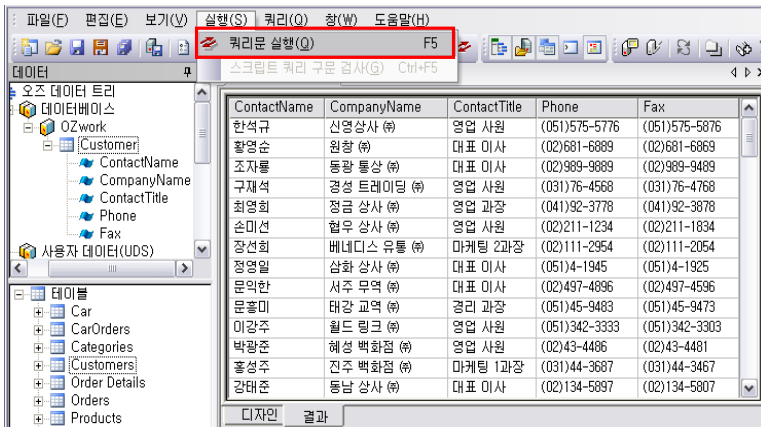 파일(F) 편집(E) 보기(V) 실행(S) 쿼리(Q) 창(W) 도움말(H)
쿼리문 실행(Q) F5
스크립트 쿼리 구문 검사(G) Ctrl+F5
데이터
오즈 데이터 트리
데이터베이스
OZwork
Customer
ContactName
CompanyName
ContactTitle
Phone
Fax
사용자 데이터(UDS)
테이블
Car
CarOrders
Categories
Customers
Order Details
Orders
Products
ContactName CompanyName ContactTitle Phone Fax
한석규 신영상사 ㈜ 영업 사원 (051)575-5776 (051)575-5876
황영순 원창 ㈜ 대표 이사 (02)681-6889 (02)681-6869
조자룡 동광 통상 ㈜ 대표 이사 (02)989-9889 (02)989-9489
구재석 경성 트레이딩 ㈜ 영업 사원 (031)76-4568 (031)76-4768
최영희 정금 상사 ㈜ 영업 과장 (041)92-3778 (041)92-3878
손미선 협우 상사 ㈜ 영업 사원 (02)211-1234 (02)211-1834
장선희 베네디스 유통 ㈜ 마케팅 2과장 (02)111-2954 (02)111-2054
정영일 삼화 상사 ㈜ 대표 이사 (051)4-1945 (051)4-1925
문익한 서주 무역 ㈜ 대표 이사 (02)497-4896 (02)497-4596
문흥미 태강 교역 ㈜ 경리 과장 (051)45-9483 (051)45-9473
이강주 월드 링크 ㈜ 영업 사원 (051)342-3333 (051)342-3303
박광준 혜성 백화점 ㈜ 영업 사원 (02)43-4486 (02)43-4481
홍성주 진주 백화점 ㈜ 마케팅 1과장 (031)44-3687 (031)44-3467
강태준 동남 상사 ㈜ 대표 이사 (02)134-5897 (02)134-5807
디자인 결과